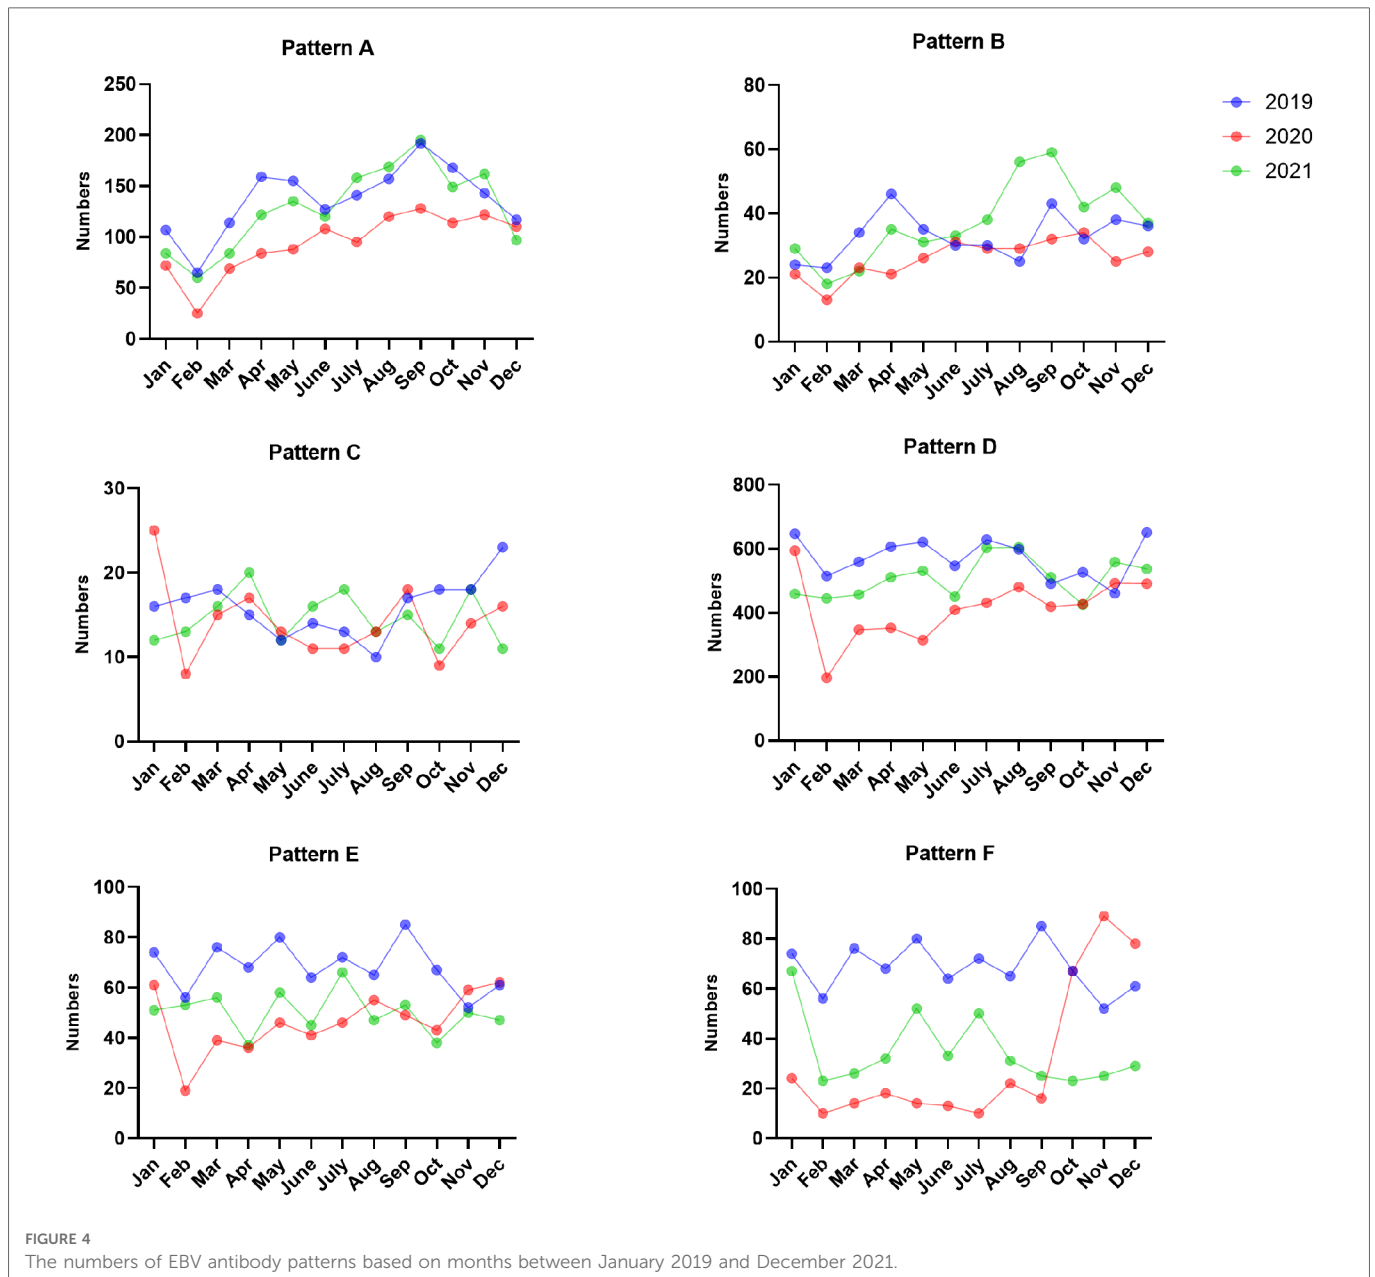 Pattern A
250
200
150
100
50
0
Numbers
Jan Feb Mar Apr May June July Aug Sep Oct Nov Dec
Pattern B
80
60
40
20
0
Numbers
Jan Feb Mar Apr May June July Aug Sep Oct Nov Dec
2019
2020
2021
Pattern C
30
20
10
0
Numbers
Jan Feb Mar Apr May June July Aug Sep Oct Nov Dec
Pattern D
800
600
400
200
0
Numbers
Jan Feb Mar Apr May June July Aug Sep Oct Nov Dec
Pattern E
100
80
60
40
20
0
Numbers
Jan Feb Mar Apr May June July Aug Sep Oct Nov Dec
Pattern F
100
80
60
40
20
0
Numbers
Jan Feb Mar Apr May June July Aug Sep Oct Nov Dec
FIGURE 4
The numbers of EBV antibody patterns based on months between January 2019 and December 2021.